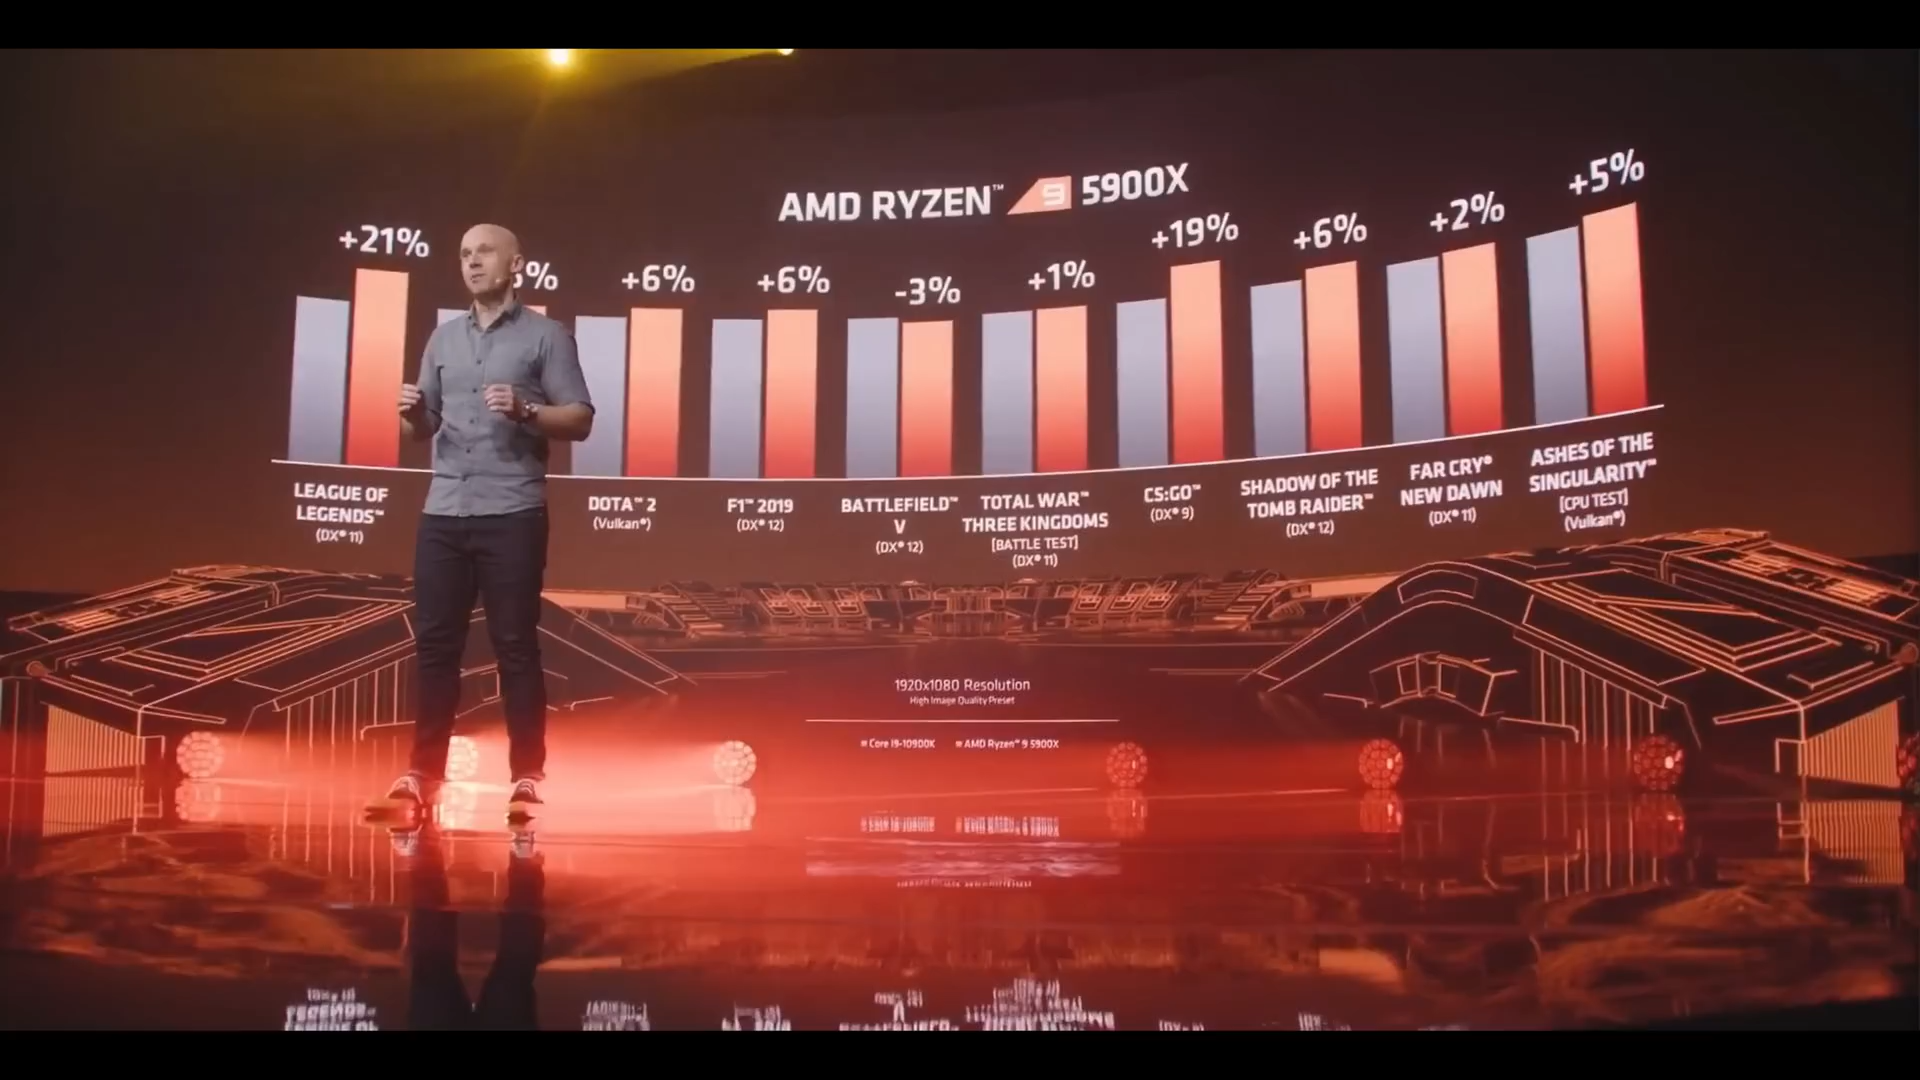 AMD RYZEN™ 9 5900X
+21%
%
+6%
+6%
-3%
+1%
+19%
+6%
+2%
+5%
LEAGUE OF
LEGENDS™
(DX® 11)
DOTA™ 2
(Vulkan®)
F1™ 2019
(DX® 12)
BATTLEFIELD™
V
(DX® 12)
TOTAL WAR™
THREE KINGDOMS
[BATTLE TEST]
(DX® 11)
CS:GO™
(DX® 9)
SHADOW OF THE
TOMB RAIDER™
(DX® 12)
FAR CRY®
NEW DAWN
(DX® 11)
ASHES OF THE
SINGULARITY™
[CPU TEST]
(Vulkan®)
1920x1080 Resolution
High Image Quality Preset
Core i9-10900K AMD Ryzen™ 9 5900X